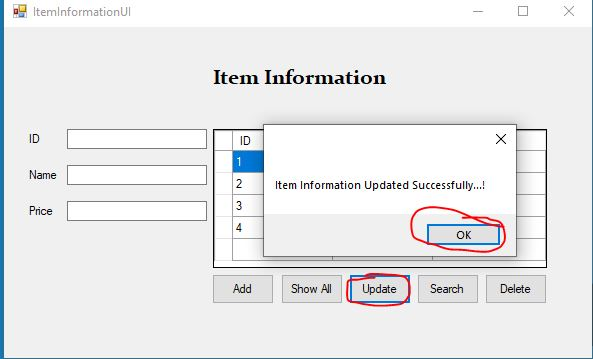 ItemInformationUI
Item Information
ID
Name
Price
ID
1
2
3
4
Item Information Updated Successfully...!
OK
Add
Show All
Update
Search
Delete